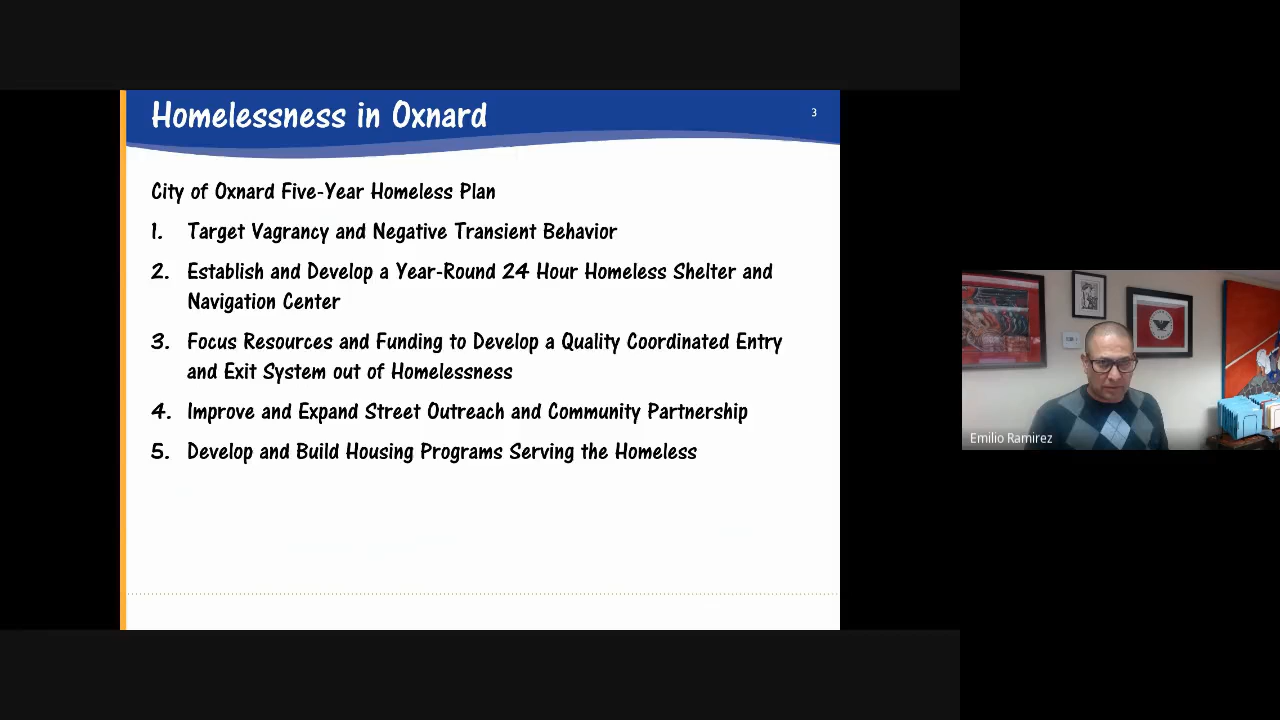 Homelessness in Oxnard
3
City of Oxnard Five-Year Homeless Plan
1. Target Vagrancy and Negative Transient Behavior
2. Establish and Develop a Year-Round 24 Hour Homeless Shelter and
Navigation Center
3. Focus Resources and Funding to Develop a Quality Coordinated Entry
and Exit System out of Homelessness
4. Improve and Expand Street Outreach and Community Partnership
5. Develop and Build Housing Programs Serving the Homeless
Emilio Ramirez